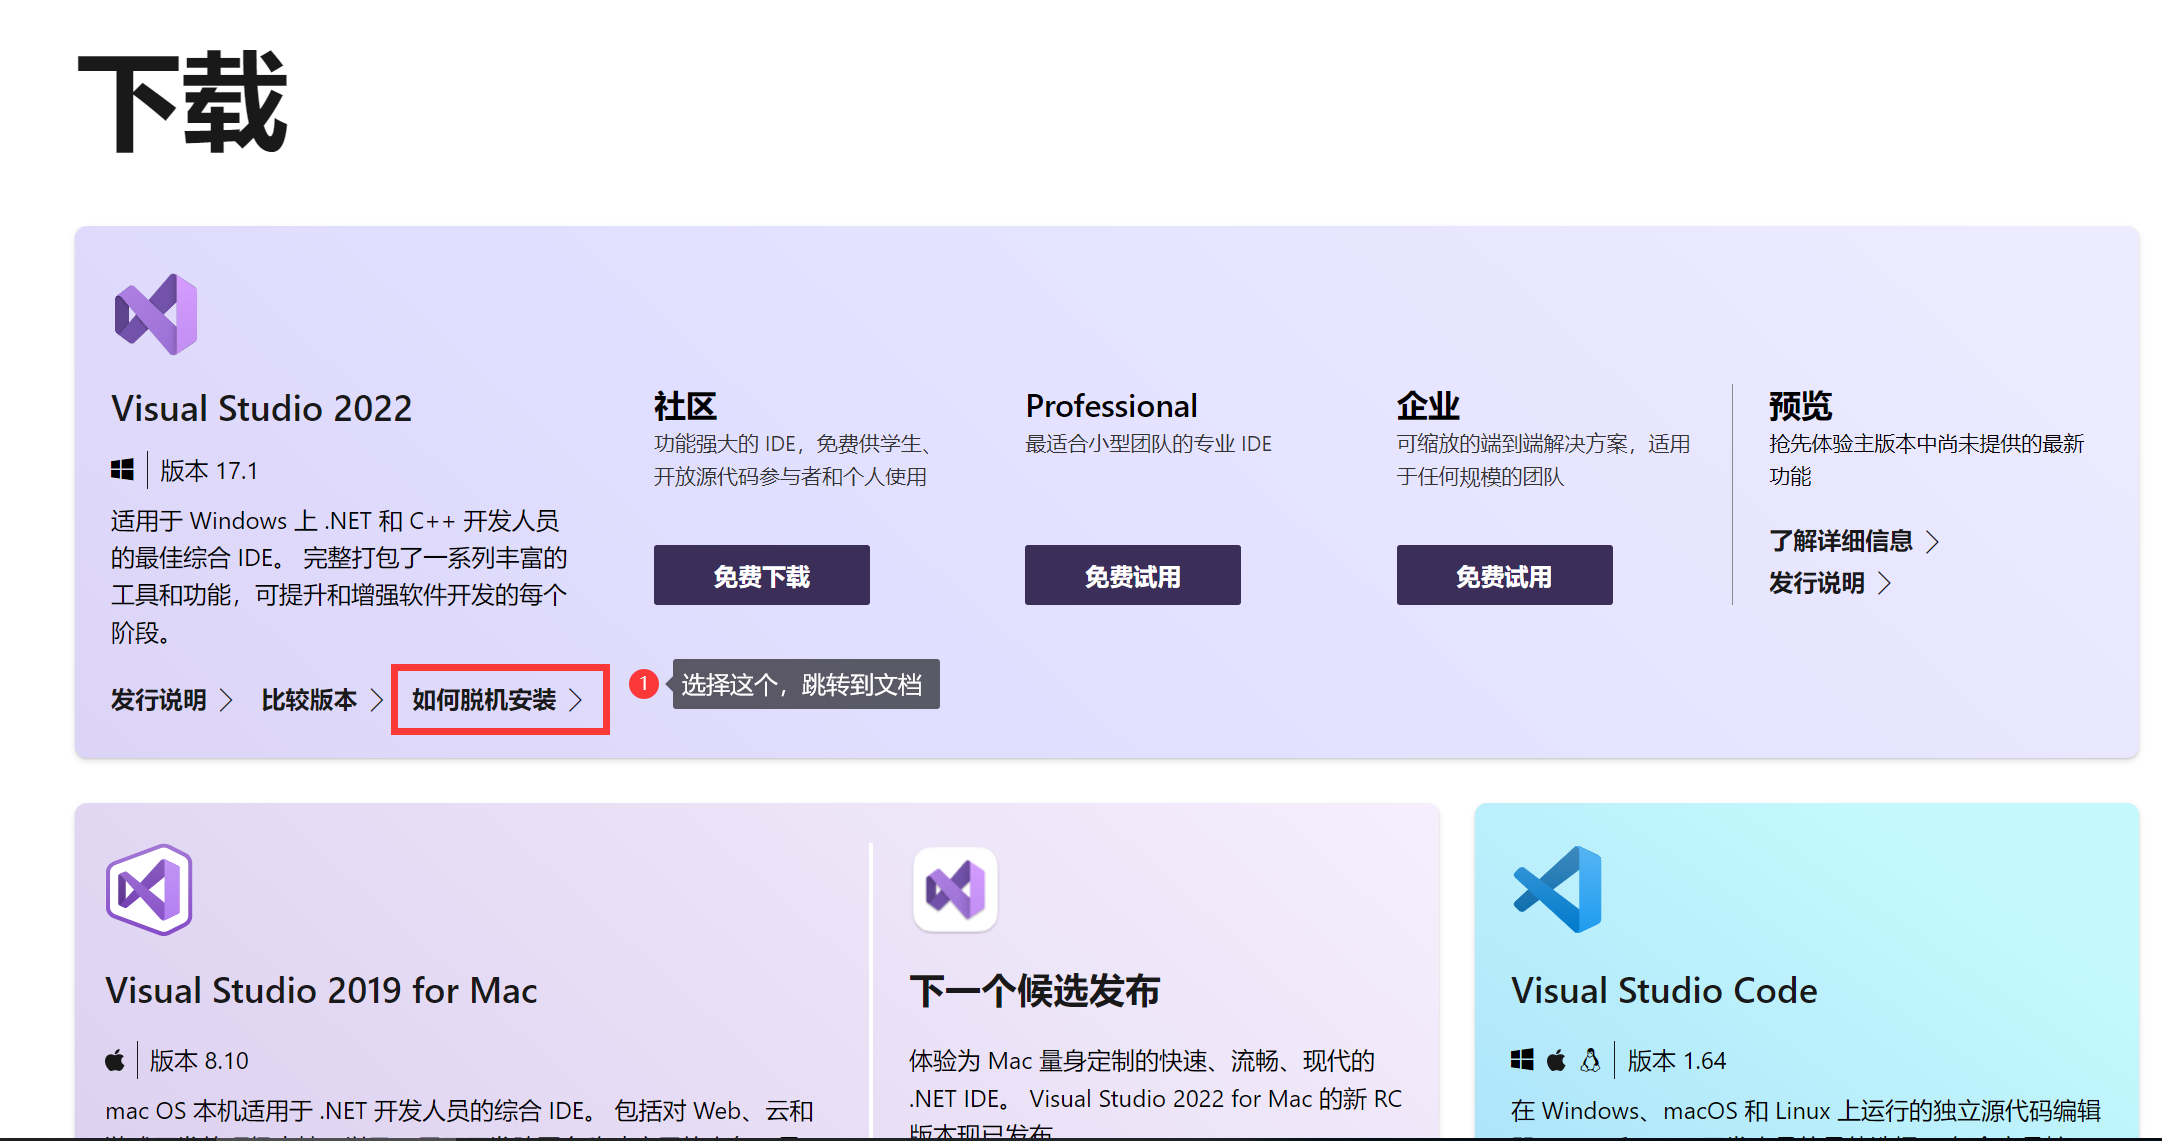 下载
Visual Studio 2022
版本 17.1
适用于 Windows 上 .NET 和 C++ 开发人员
的最佳综合 IDE。 完整打包了一系列丰富的
工具和功能，可提升和增强软件开发的每个
阶段。
发行说明
比较版本
如何脱机安装
1
选择这个，跳转到文档
社区
功能强大的 IDE，免费供学生、
开放源代码参与者和个人使用
免费下载
Professional
最适合小型团队的专业 IDE
免费试用
企业
可缩放的端到端解决方案，适用
于任何规模的团队
免费试用
预览
抢先体验主版本中尚未提供的最新
功能
了解详细信息
发行说明
Visual Studio 2019 for Mac
版本 8.10
mac OS 本机适用于 .NET 开发人员的综合 IDE。 包括对 Web、云和
下一个候选发布
体验为 Mac 量身定制的快速、流畅、现代的
.NET IDE。 Visual Studio 2022 for Mac 的新 RC
版本现已发布
Visual Studio Code
版本 1.64
在 Windows、macOS 和 Linux 上运行的独立源代码编辑